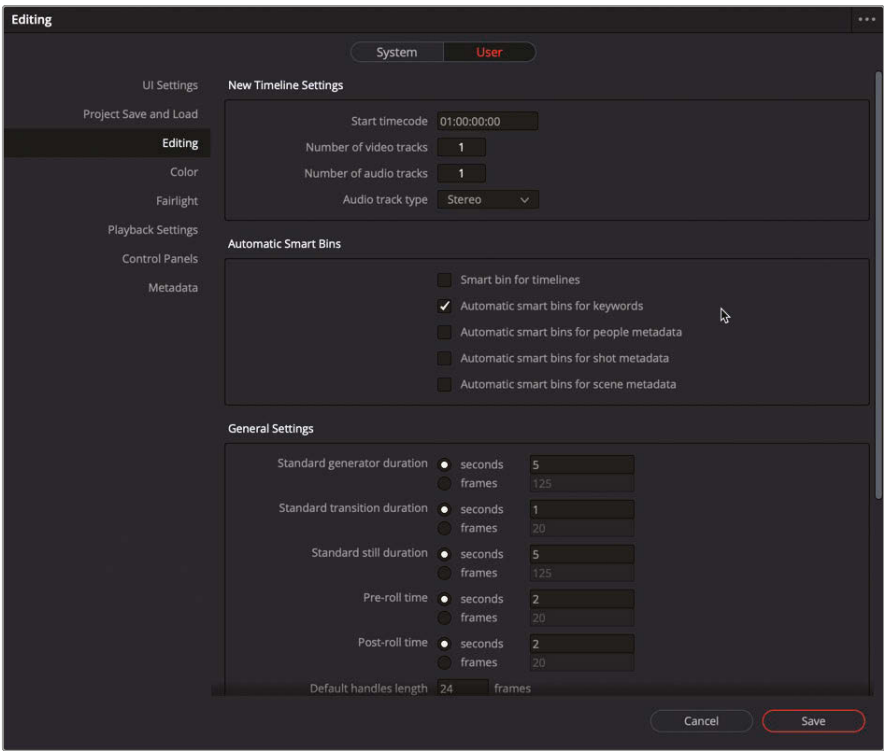 Editing
System User
UI Settings
Project Save and Load
Editing
Color
Fairlight
Playback Settings
Control Panels
Metadata
New Timeline Settings
Start timecode 01:00:00:00
Number of video tracks 1
Number of audio tracks 1
Audio track type Stereo
Automatic Smart Bins
Smart bin for timelines
Automatic smart bins for keywords
Automatic smart bins for people metadata
Automatic smart bins for shot metadata
Automatic smart bins for scene metadata
General Settings
Standard generator duration seconds 5
frames 125
Standard transition duration seconds 1
frames 20
Standard still duration seconds 5
frames 125
Pre-roll time seconds 2
frames 20
Post-roll time seconds 2
frames 20
Default handles length 24 frames
Cancel Save